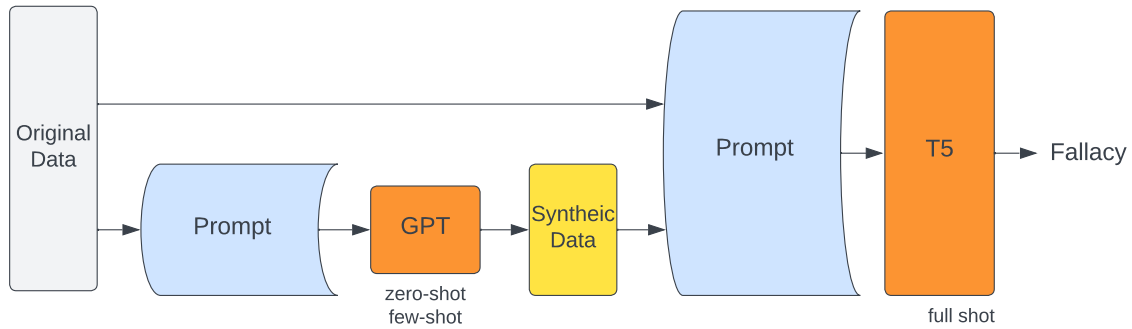 Original
Data
Prompt
GPT
zero-shot
few-shot
Syntheic
Data
Prompt
T5
full shot
Fallacy